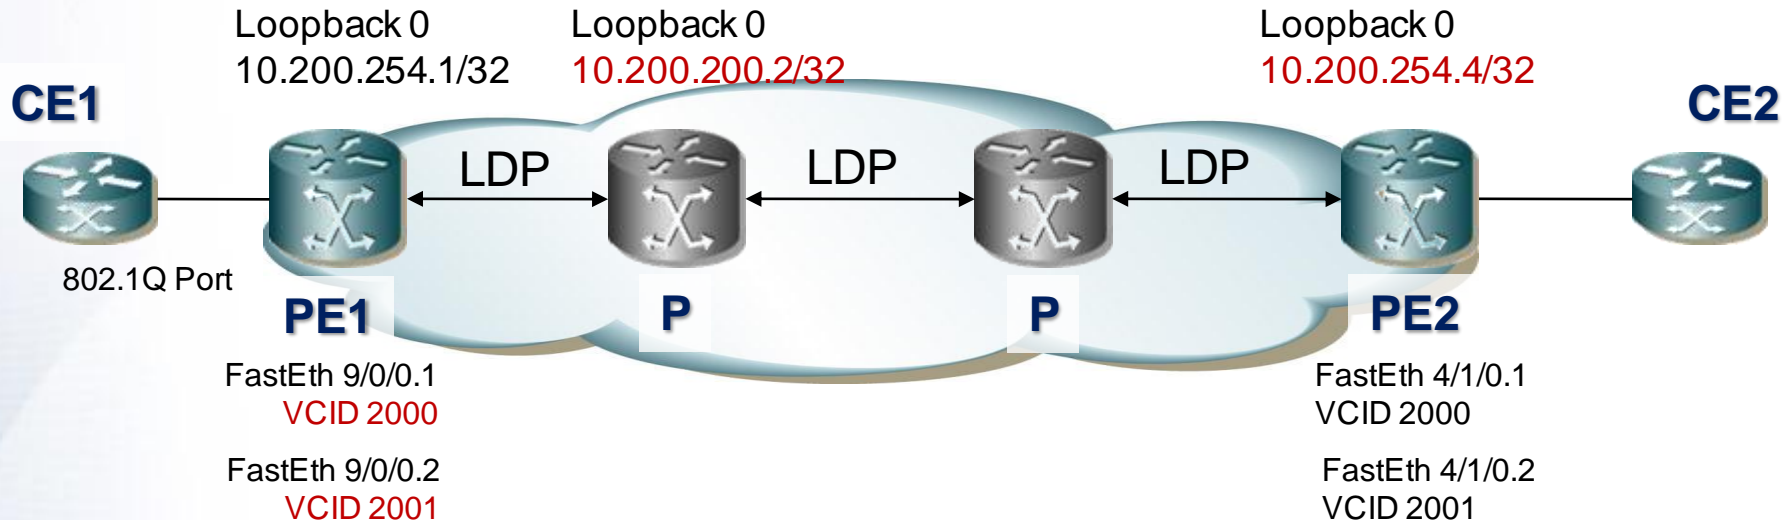 Loopback 0
10.200.254.1/32
Loopback 0
10.200.200.2/32
Loopback 0
10.200.254.4/32
CE1
CE2
LDP
LDP
LDP
802.1Q Port
PE1
P
P
PE2
FastEth 9/0/0.1
VCID 2000
FastEth 4/1/0.1
VCID 2000
FastEth 9/0/0.2
VCID 2001
FastEth 4/1/0.2
VCID 2001